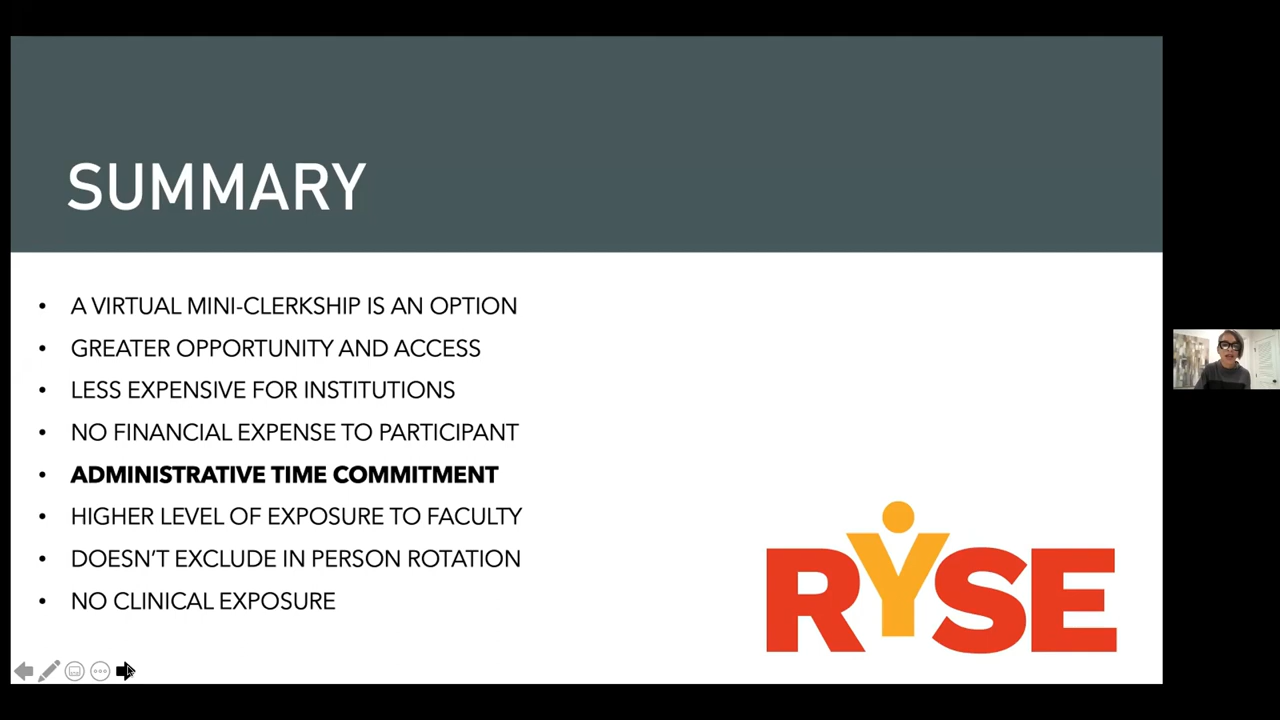 SUMMARY
• A VIRTUAL MINI-CLERKSHIP IS AN OPTION
• GREATER OPPORTUNITY AND ACCESS
• LESS EXPENSIVE FOR INSTITUTIONS
• NO FINANCIAL EXPENSE TO PARTICIPANT
• ADMINISTRATIVE TIME COMMITMENT
• HIGHER LEVEL OF EXPOSURE TO FACULTY
• DOESN’T EXCLUDE IN PERSON ROTATION
• NO CLINICAL EXPOSURE
RYSE